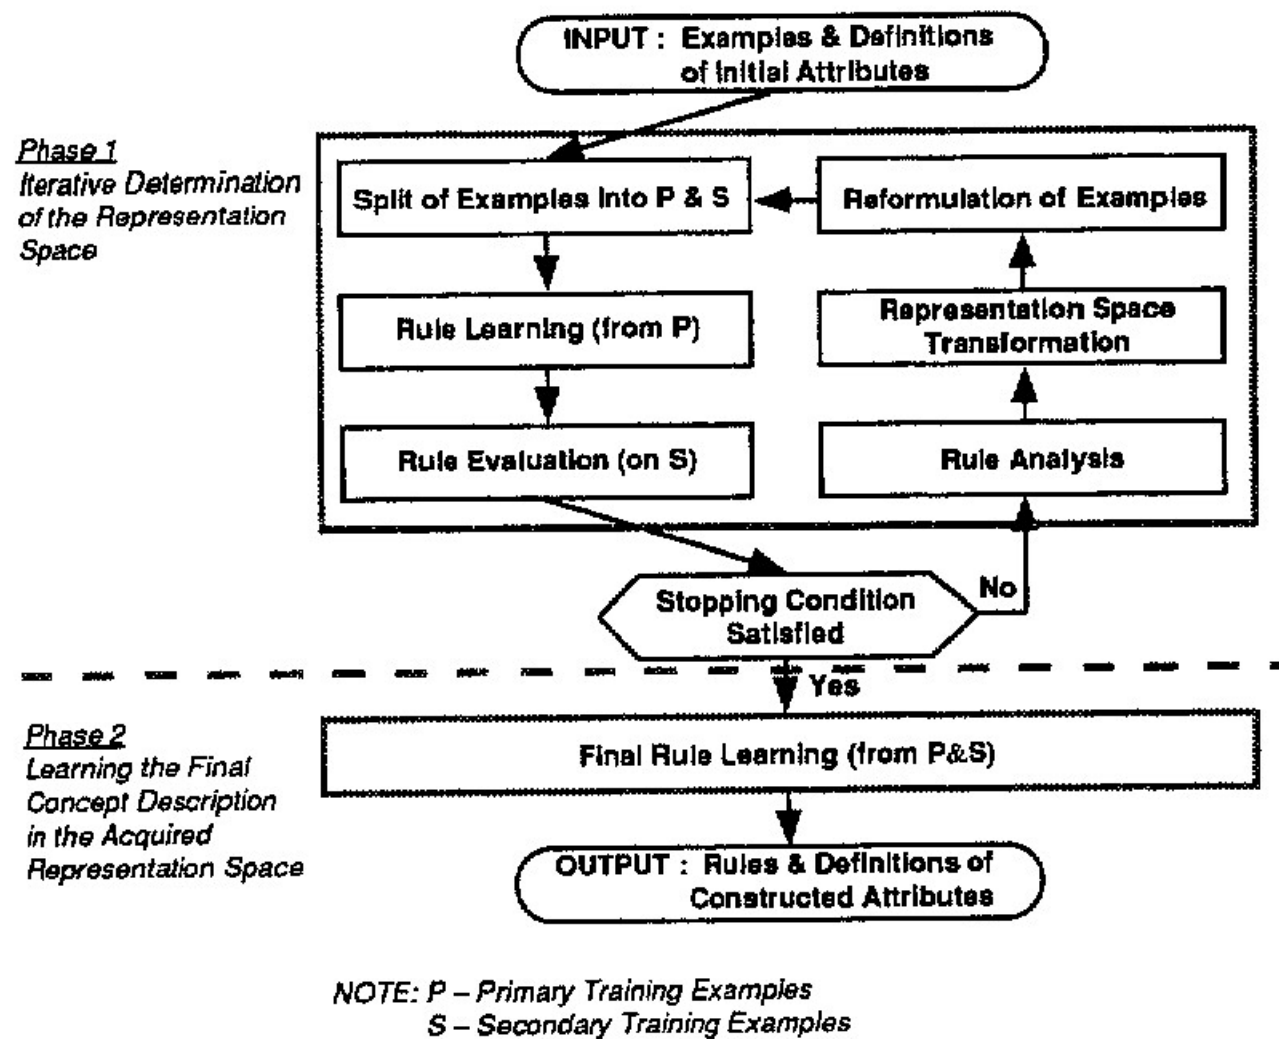 INPUT : Examples & Definitions
of Initial Attributes
Phase 1
Iterative Determination
of the Representation
Space
Split of Examples into P & S
Reformulation of Examples
Rule Learning (from P)
Representation Space
Transformation
Rule Evaluation (on S)
Rule Analysis
Stopping Condition
Satisfied
No
Yes
Phase 2
Learning the Final
Concept Description
in the Acquired
Representation Space
Final Rule Learning (from P&S)
OUTPUT : Rules & Definitions of
Constructed Attributes
NOTE: P – Primary Training Examples
S – Secondary Training Examples